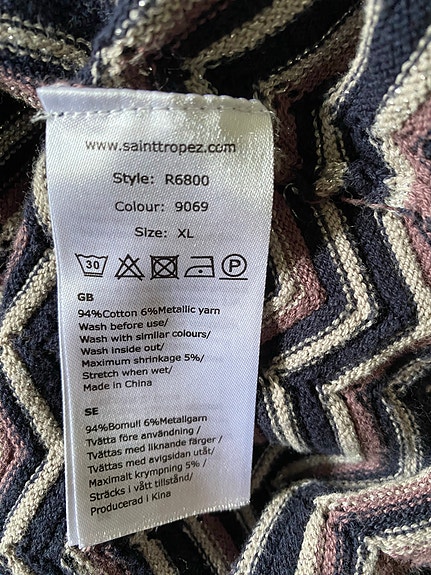 www.sainttropez.com
Style: R6800
Colour: 9069
Size: XL
30 P
GB
94%Cotton 6%Metallic yarn
Wash before use/
Wash with similar colours/
Wash inside out/
Maximum shrinkage 5%/
Stretch when wet/
Made in China
SE
94%Bomull 6%Metallgarn
Tvätta före användning /
Tvättas med liknande färger /
Tvättas med avigsidan utåt/
Maximalt krympning 5% /
Sträcks i vått tillstånd/
Producerad i Kina